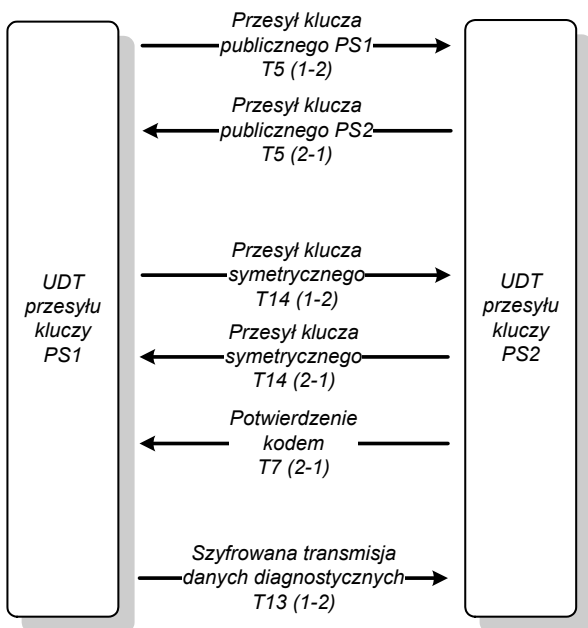 Przesył klucza
publicznego PS1
T5 (1-2)
Przesył klucza
publicznego PS2
T5 (2-1)
UDT
przesyłu
kluczy
PS1
Przesył klucza
symetrycznego
T14 (1-2)
Przesył klucza
symetrycznego
T14 (2-1)
Potwierdzenie
kodem
T7 (2-1)
UDT
przesyłu
kluczy
PS2
Szyfrowana transmisja
danych diagnostycznych
T13 (1-2)